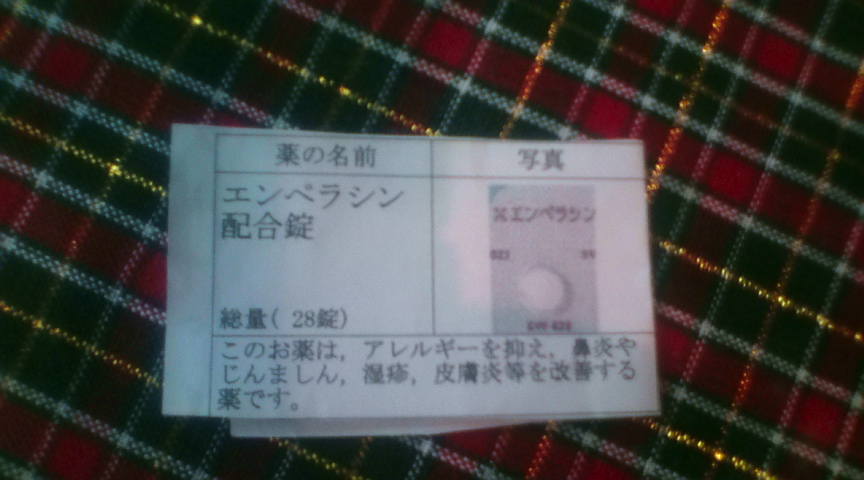 薬の名前
写真
エンペラシン
配合錠
※エンペラシン
総量( 28錠)
このお薬は，アレルギーを抑え，鼻炎や
じんましん，湿疹，皮膚炎等を改善する
薬です。